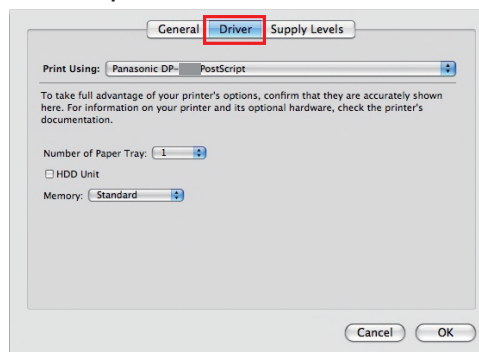 General Driver Supply Levels
Print Using: Panasonic DP- PostScript
To take full advantage of your printer's options, confirm that they are accurately shown
here. For information on your printer and its optional hardware, check the printer's
documentation.
Number of Paper Tray: 1
HDD Unit
Memory: Standard
Cancel OK